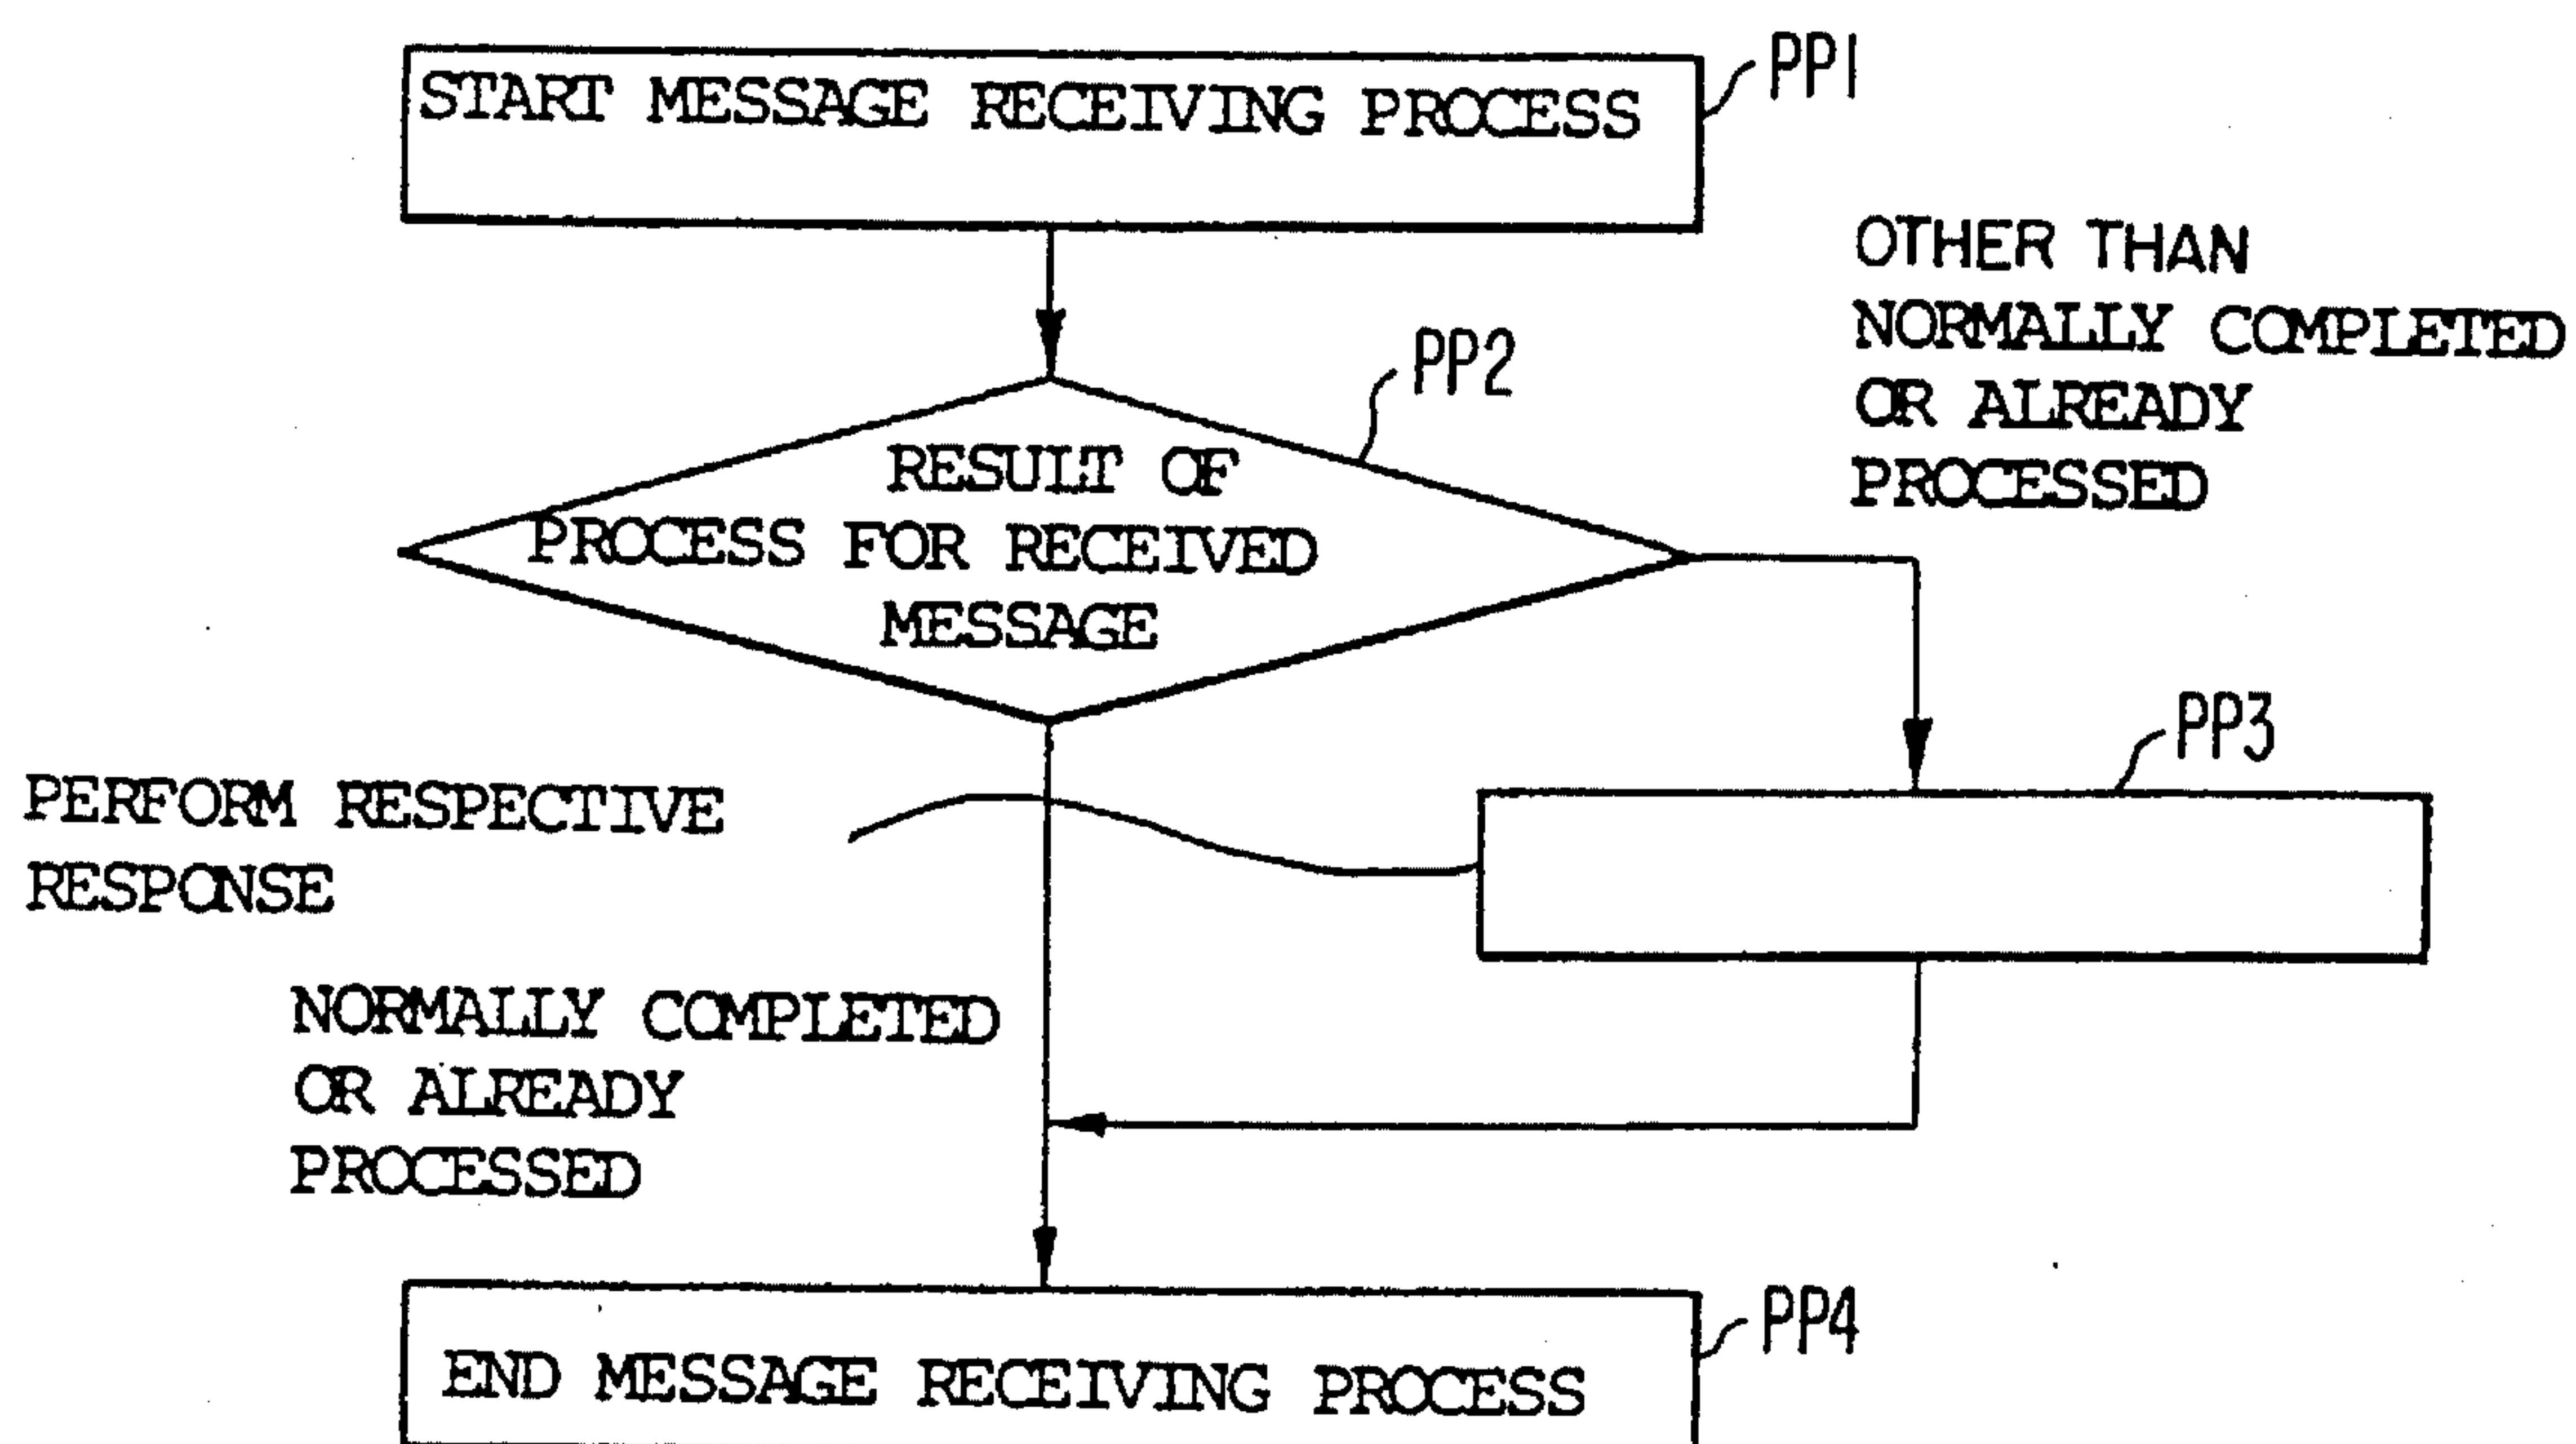 START MESSAGE RECEIVING PROCESS
PP1
OTHER THAN
NORMALLY COMPLETED
OR ALREADY
PROCESSED
PP2
RESULT OF
PROCESS FOR RECEIVED
MESSAGE
PP3
PERFORM RESPECTIVE
RESPONSE
NORMALLY COMPLETED
OR ALREADY
PROCESSED
PP4
END MESSAGE RECEIVING PROCESS